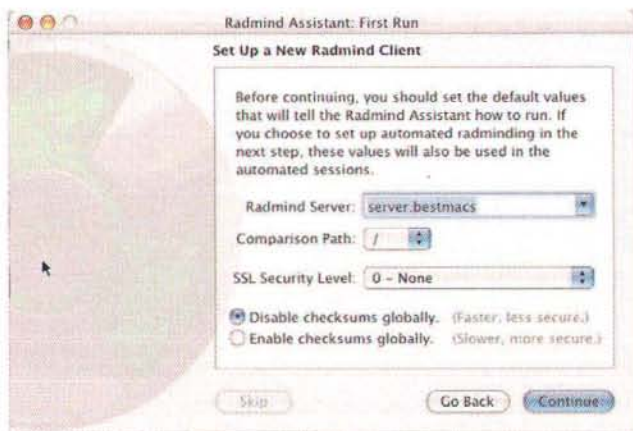 Radmind Assistant: First Run
Set Up a New Radmind Client
Before continuing, you should set the default values
that will tell the Radmind Assistant how to run. If
you choose to set up automated radminding in the
next step, these values will also be used in the
automated sessions.
Radmind Server: server.bestmacs
Comparison Path: /
SSL Security Level: 0 - None
Disable checksums globally. (Faster, less secure.)
Enable checksums globally. (Slower, more secure.)
Skip Go Back Continue